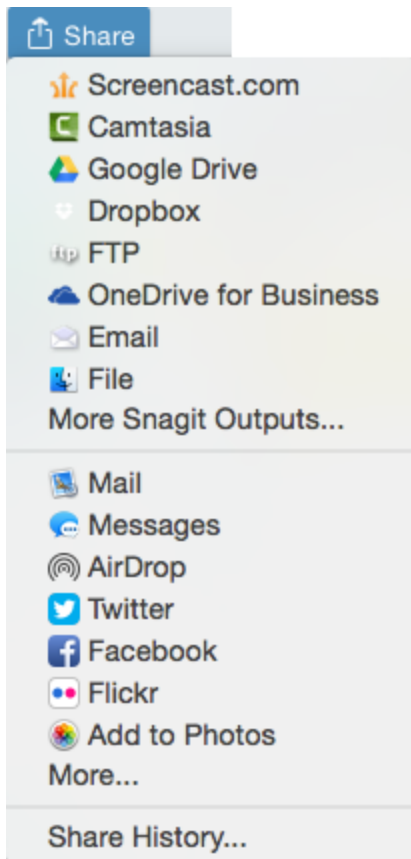 Share
Screencast.com
Camtasia
Google Drive
Dropbox
ftp FTP
OneDrive for Business
Email
File
More Snagit Outputs...
Mail
Messages
AirDrop
Twitter
Facebook
Flickr
Add to Photos
More...
Share History...